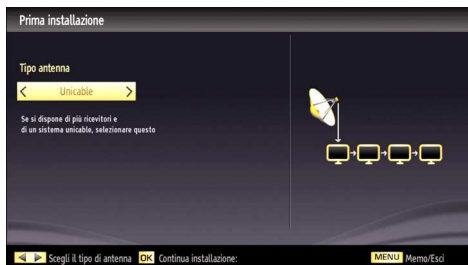 Prima installazione
Tipo antenna
Unicable
Se si dispone di più ricevitori e
di un sistema unicable, selezionare questo
Scegli il tipo di antenna OK Continua installazione: MENU Memo/Esci